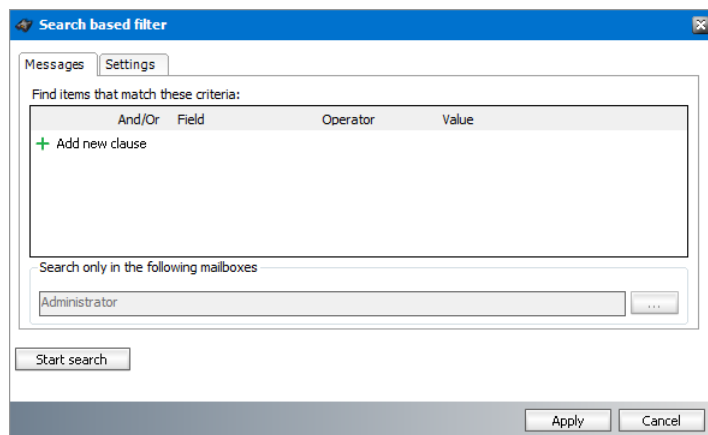 Search based filter
Messages Settings
Find items that match these criteria:
And/Or Field Operator Value
Add new clause
Search only in the following mailboxes
Administrator ...
Start search
Apply Cancel